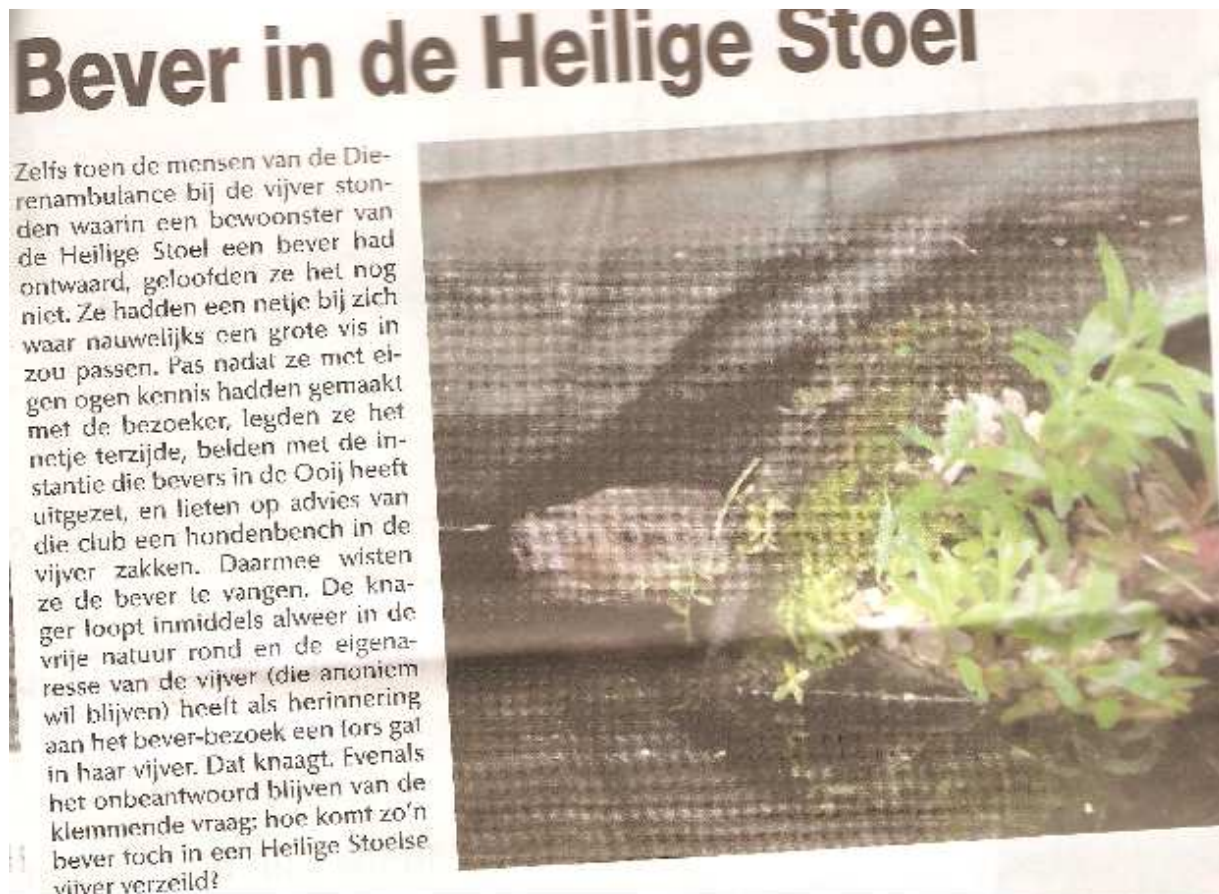 Bever in de Heilige Stoel
Zelfs toen de mensen van de Die-
renambulance bij de vijver ston-
den waarin een bewoonster van
de Heilige Stoel een bever had
ontwaard, geloofden ze het nog
niet. Ze hadden een netje bij zich
waar nauwelijks een grote vis in
zou passen. Pas nadat ze met ei-
gen ogen kennis hadden gemaakt
met de bezoeker, legden ze het
netje terzijde, belden met de in-
stantie die bevers in de Ooij heeft
uitgezet, en lieten op advies van
die club een hondenbench in de
vijver zakken. Daarmee wisten
ze de bever te vangen. De kna-
ger loopt inmiddels alweer in de
vrije natuur rond en de eigena-
resse van de vijver (die anoniem
wil blijven) heeft als herinnering
aan het bever-bezoek een fors gat
in haar vijver. Dat knaagt. Evenals
het onbeantwoord blijven van de
klemmende vraag: hoe komt zo'n
bever toch in een Heilige Stoelse
vijver verzeild?